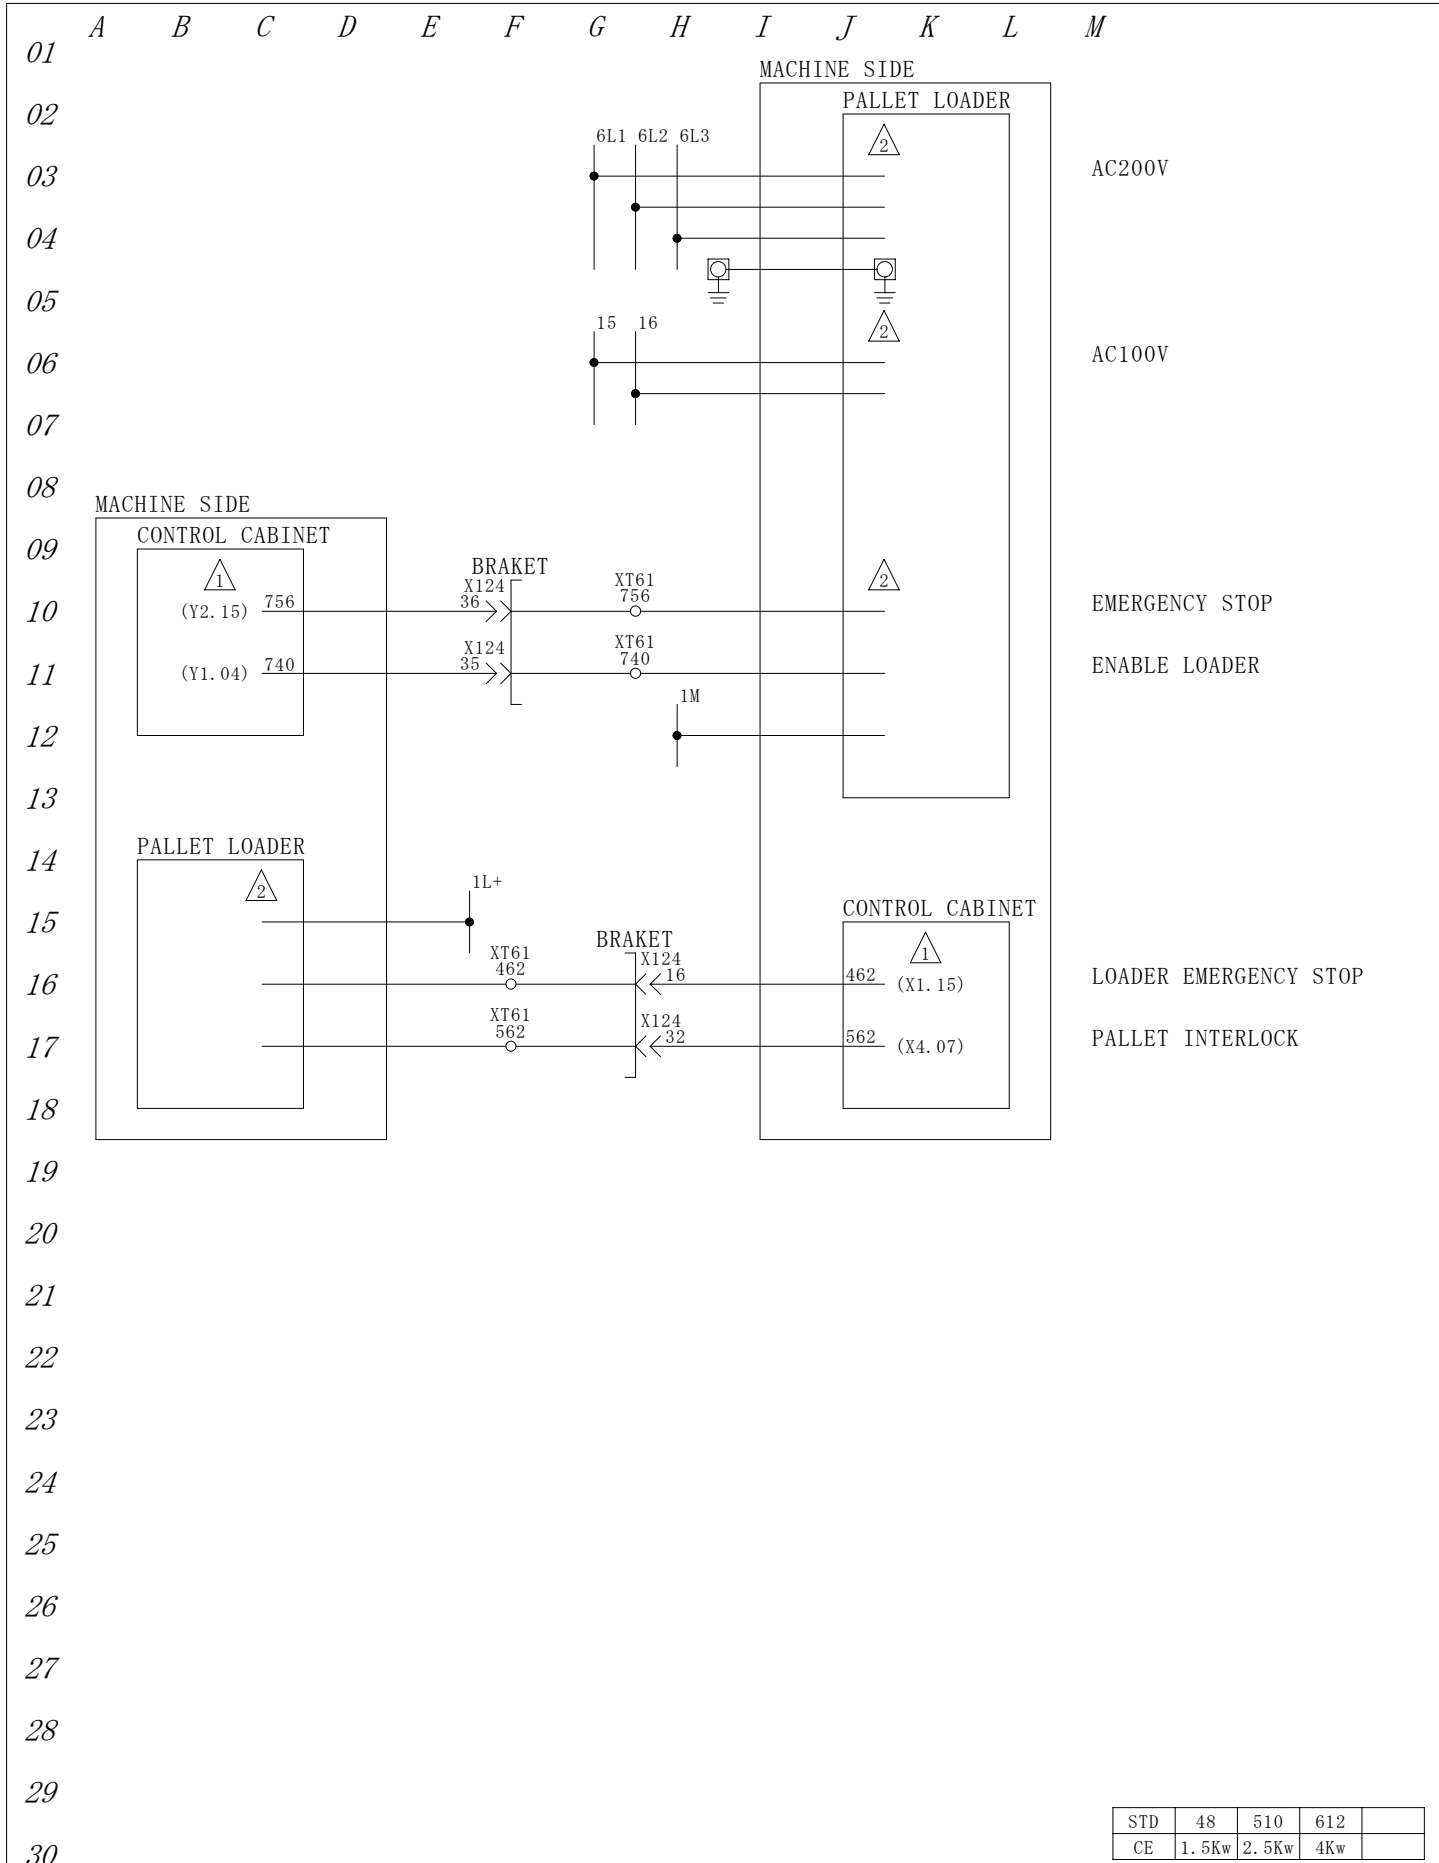 A B C D E F G H I J K L M
01
MACHINE SIDE
02
PALLET LOADER
6L1 6L2 6L3
2
03
AC200V
04
05
15 16
2
06
AC100V
07
08
MACHINE SIDE
09
CONTROL CABINET
BRAKET
1
X124
XT61
2
10
(Y2.15)
756
36
756
EMERGENCY STOP
X124
XT61
11
(Y1.04)
740
35
740
ENABLE LOADER
1M
12
13
14
PALLET LOADER
2
1L+
15
CONTROL CABINET
BRAKET
1
XT61
X124
16
462
16
462
(X1.15)
LOADER EMERGENCY STOP
XT61
X124
17
562
32
562
(X4.07)
PALLET INTERLOCK
18
19
20
21
22
23
24
25
26
27
28
29
STD 48 510 612
30
CE 1.5Kw 2.5Kw 4Kw